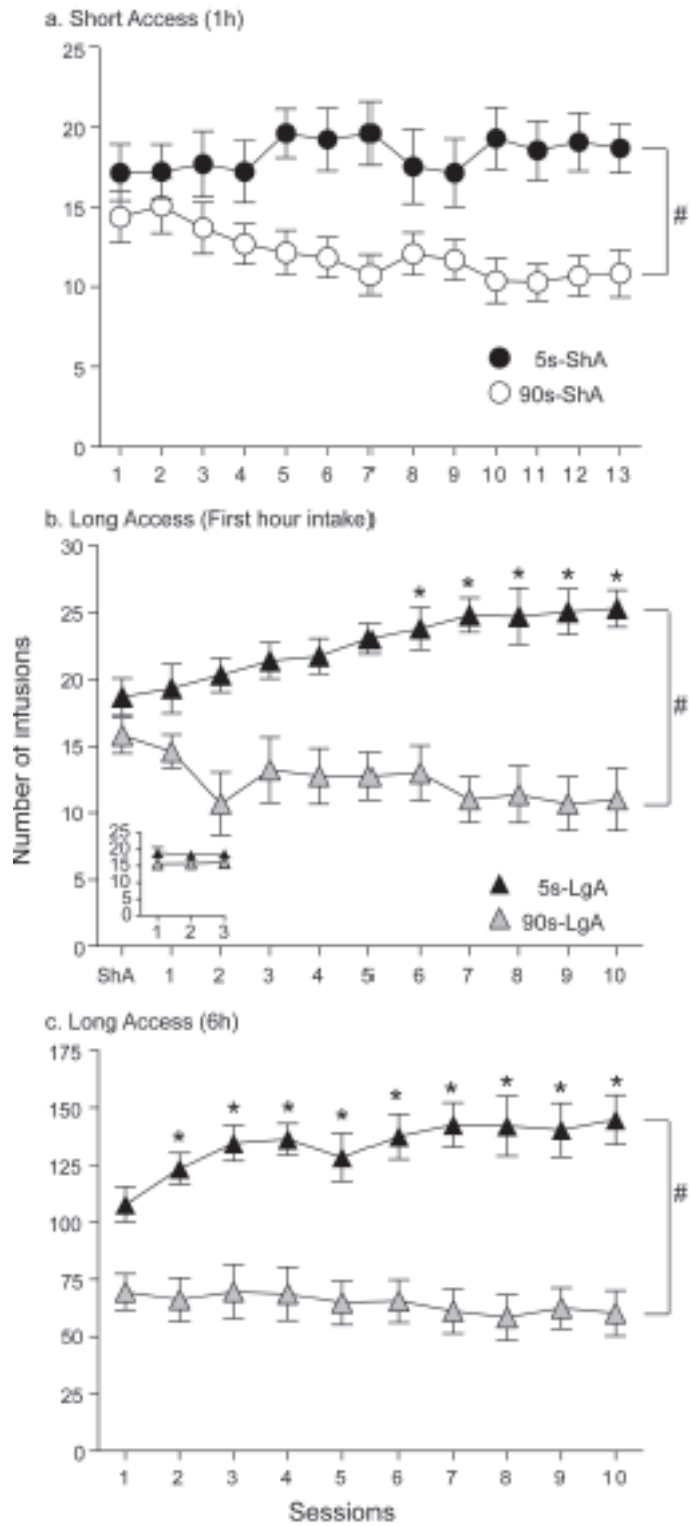 a. Short Access (1h)
25
20
15
10
5
0
#
5s-ShA
90s-ShA
1 2 3 4 5 6 7 8 9 10 11 12 13
b. Long Access (First hour intake)
30
25
20
15
10
5
0
* * * * *
#
25
20
15
10
5
0
1 2 3
5s-LgA
90s-LgA
ShA 1 2 3 4 5 6 7 8 9 10
Number of infusions
c. Long Access (6h)
175
150
125
100
75
50
25
0
* * * * * * * * *
#
1 2 3 4 5 6 7 8 9 10
Sessions